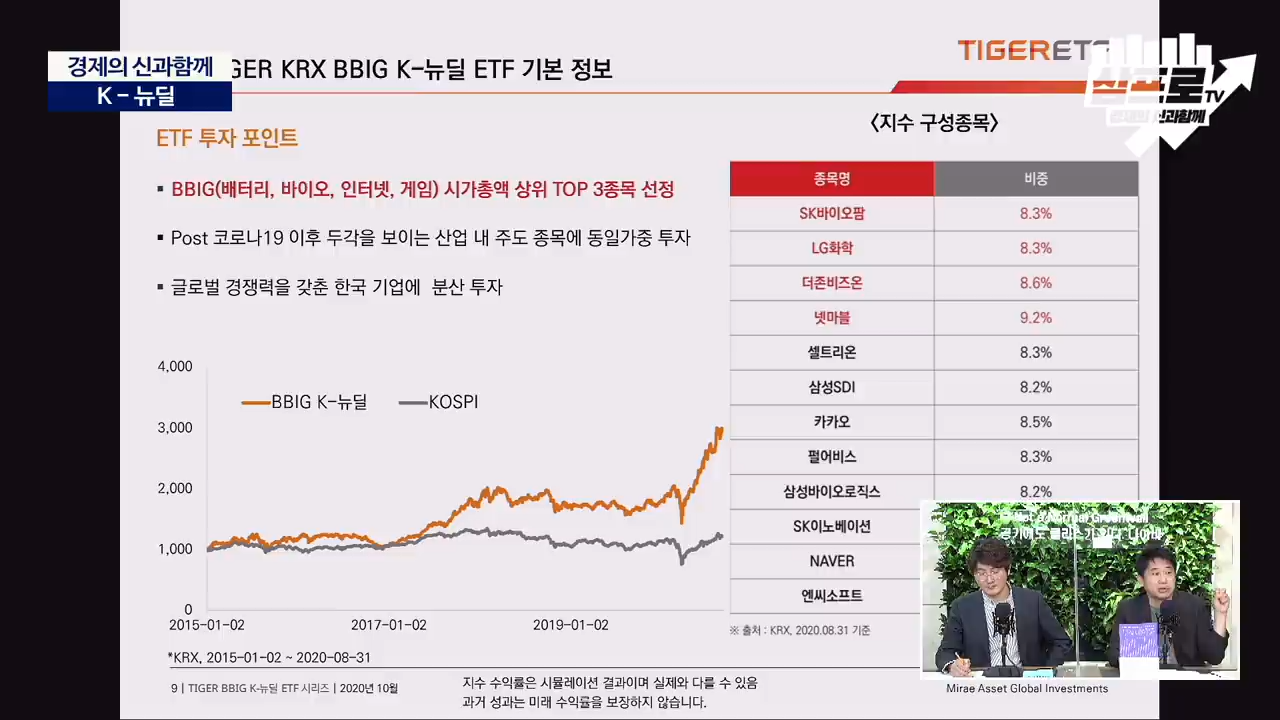 경제의 신과함께
K - 뉴딜
GER KRX BBIG K-뉴딜 ETF 기본 정보
TIGER ETF
삼프로TV
경제의 신과함께
ETF 투자 포인트
▪ BBIG(배터리, 바이오, 인터넷, 게임) 시가총액 상위 TOP 3종목 선정
▪ Post 코로나19 이후 두각을 보이는 산업 내 주도 종목에 동일가중 투자
▪ 글로벌 경쟁력을 갖춘 한국 기업에 분산 투자
4,000
3,000
2,000
1,000
0
BBIG K-뉴딜 KOSPI
2015-01-02 2017-01-02 2019-01-02
*KRX, 2015-01-02 ~ 2020-08-31
<지수 구성종목>
종목명 비중
SK바이오팜 8.3%
LG화학 8.3%
더존비즈온 8.6%
넷마블 9.2%
셀트리온 8.3%
삼성SDI 8.2%
카카오 8.5%
펄어비스 8.3%
삼성바이오로직스 8.2%
SK이노베이션
NAVER
엔씨소프트
※ 출처 : KRX, 2020.08.31 기준
9 | TIGER BBIG K-뉴딜 ETF 시리즈 | 2020년 10월
지수 수익률은 시뮬레이션 결과이며 실제와 다를 수 있음
과거 성과는 미래 수익률을 보장하지 않습니다.
Mirae Asset Global Investments